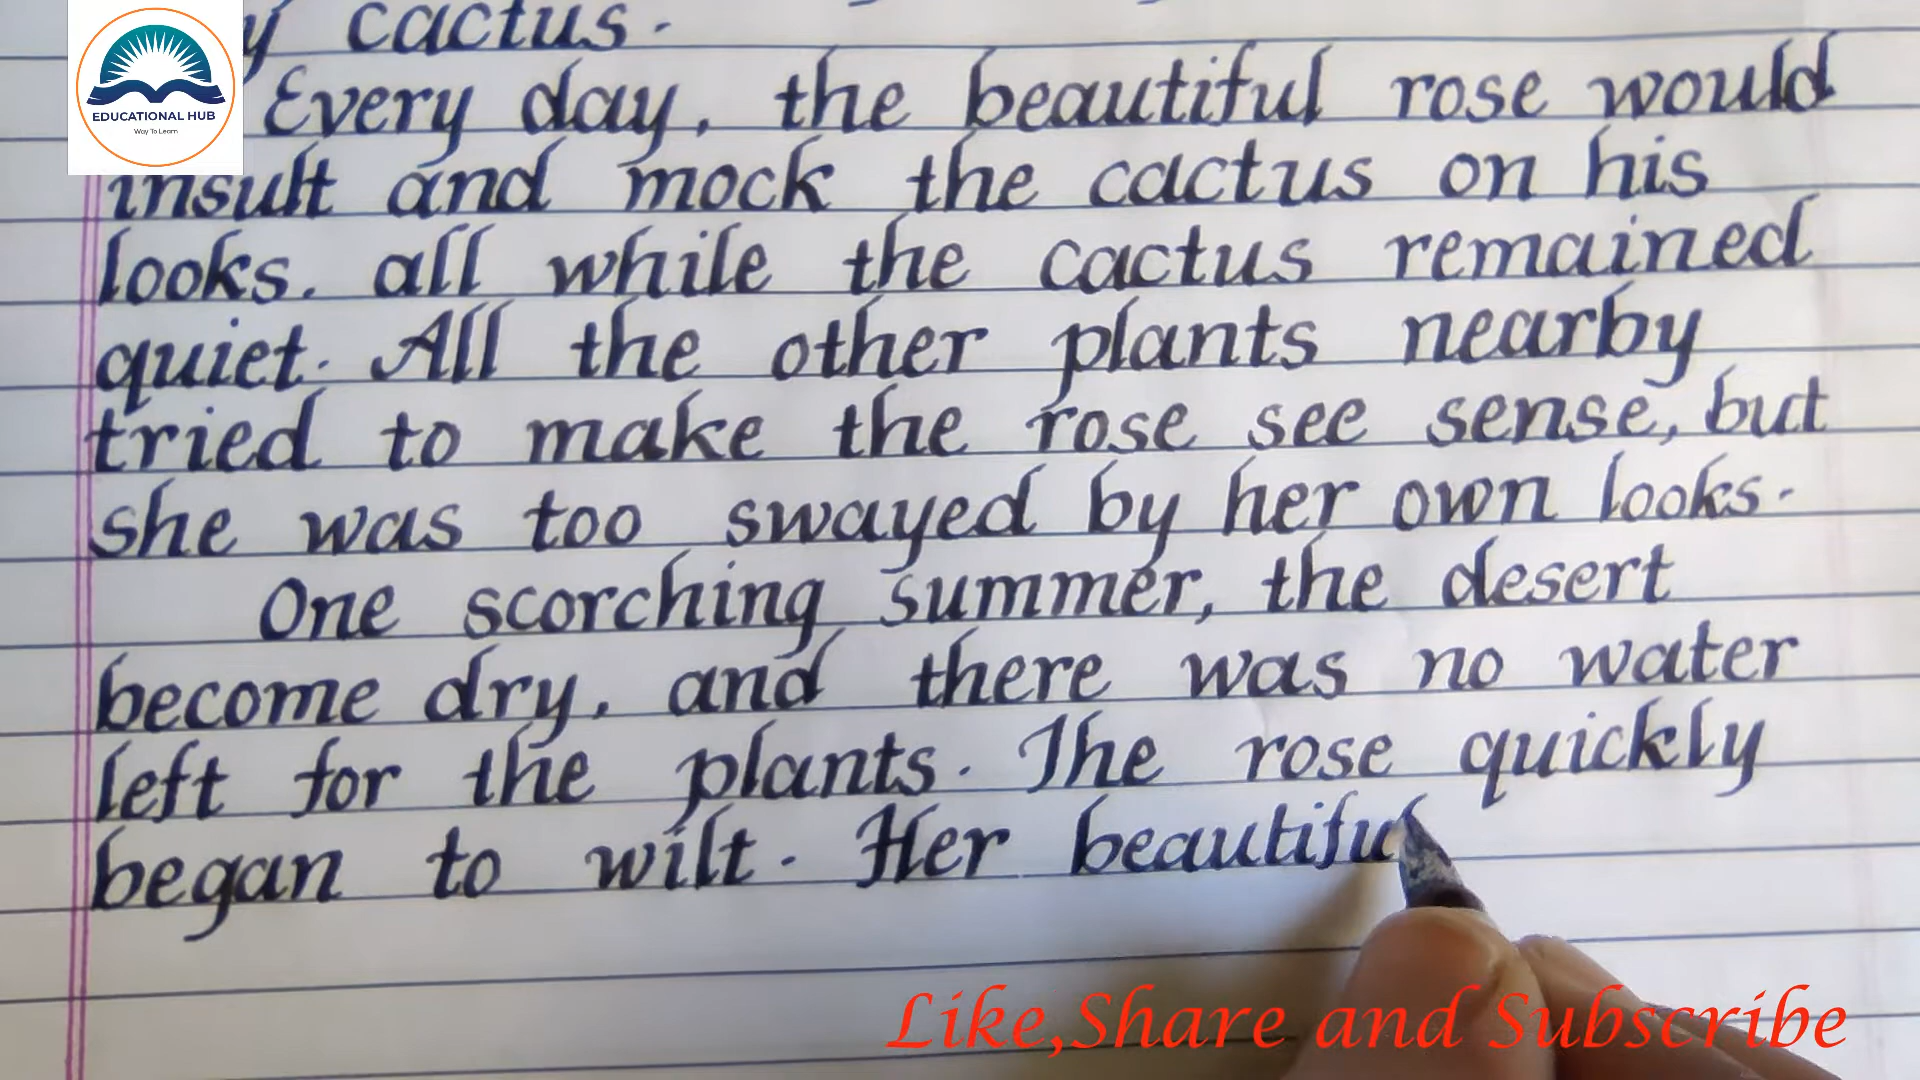 y cactus.
EDUCATIONAL HUB
Way To Learn
Every day, the beautiful rose would
insult and mock the cactus on his
looks. all while the cactus remained
quiet. All the other plants nearby
tried to make the rose see sense, but
she was too swayed by her own looks.
One scorching summer, the desert
become dry, and there was no water
left for the plants. The rose quickly
began to wilt. Her beautiful
Like,Share and Subscribe